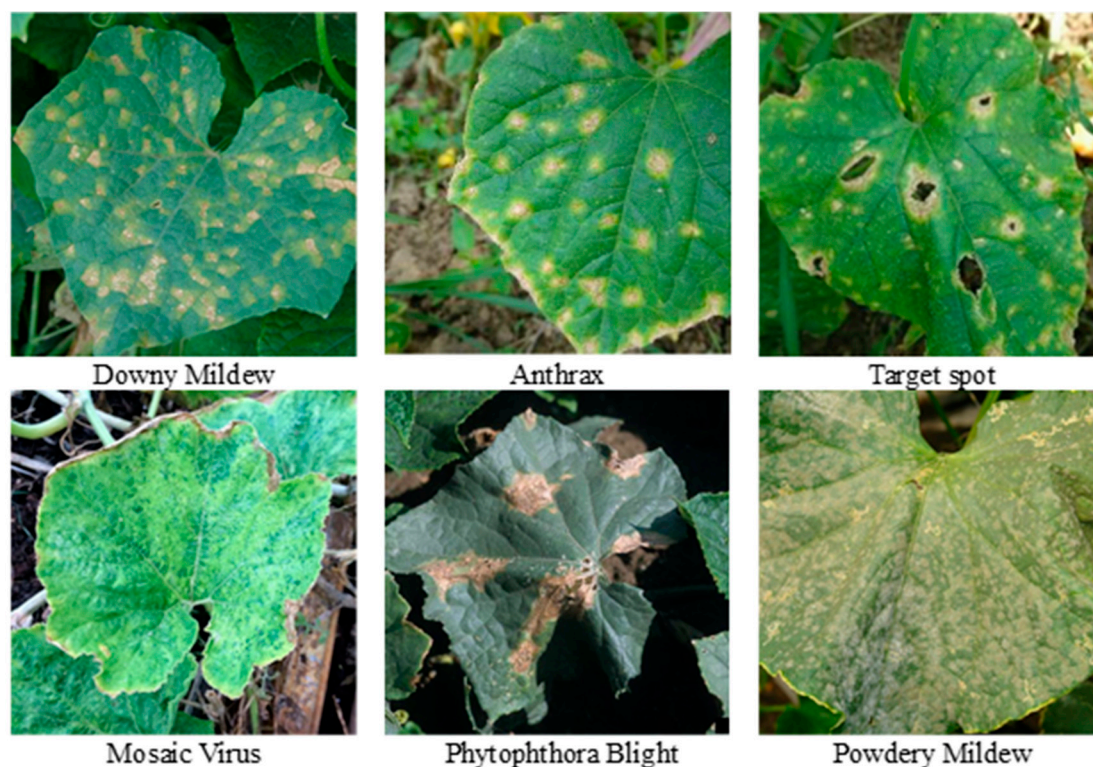 Downy Mildew
Anthrax
Target spot
Mosaic Virus
Phytophthora Blight
Powdery Mildew